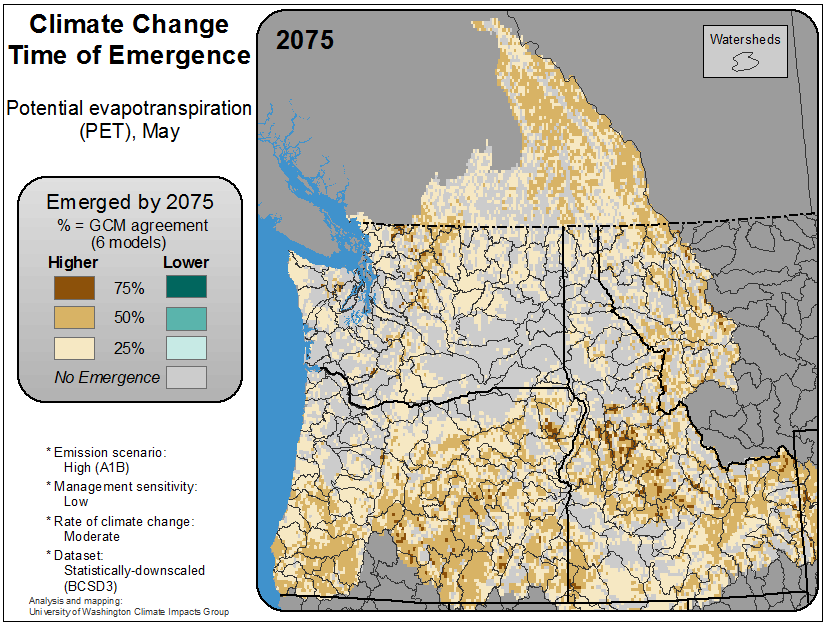 Climate Change
Time of Emergence
Potential evapotranspiration
(PET), May
Emerged by 2075
% = GCM agreement
(6 models)
Higher Lower
75%
50%
25%
No Emergence
* Emission scenario:
High (A1B)
* Management sensitivity:
Low
* Rate of climate change:
Moderate
* Dataset:
Statistically-downscaled
(BCSD3)
Analysis and mapping:
University of Washington Climate Impacts Group
2075
Watersheds